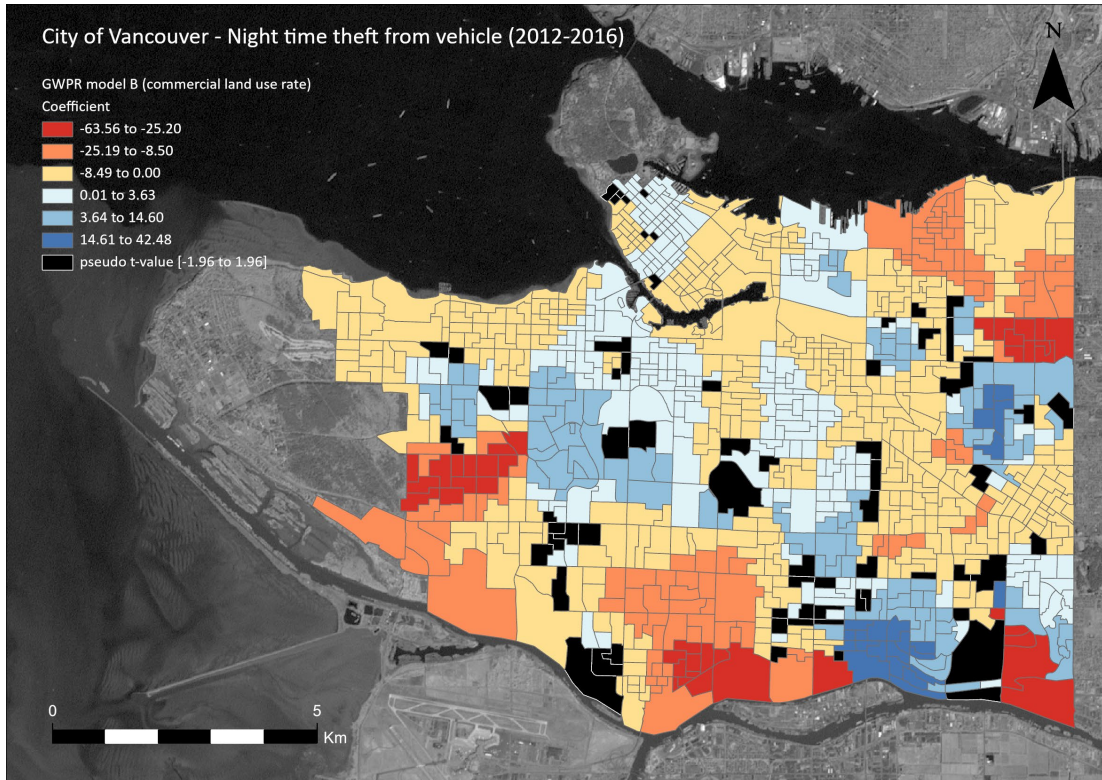 City of Vancouver - Night time theft from vehicle (2012-2016)
N
GWPR model B (commercial land use rate)
Coefficient
-63.56 to -25.20
-25.19 to -8.50
-8.49 to 0.00
0.01 to 3.63
3.64 to 14.60
14.61 to 42.48
pseudo t-value [-1.96 to 1.96]
0 5
Km